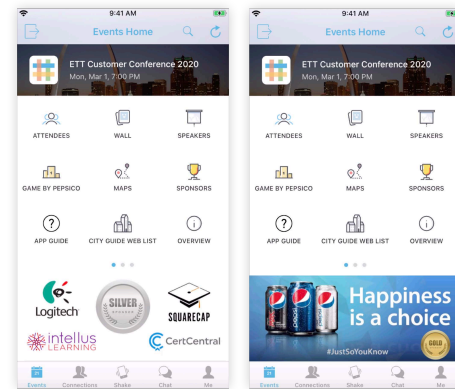 9:41 AM
Events Home
ETT Customer Conference 2020
Mon, Mar 1, 7:00 PM
ATTENDEES
WALL
SPEAKERS
GAME BY PEPSICO
MAPS
SPONSORS
?
APP GUIDE
CITY GUIDE WEB LIST
i
OVERVIEW
Logitech
SILVER
SPONSOR
SQUARECAP
intellus
LEARNING
CertCentral
Events
Connections
Shake
Chat
Me
9:41 AM
Events Home
ETT Customer Conference 2020
Mon, Mar 1, 7:00 PM
ATTENDEES
WALL
SPEAKERS
GAME BY PEPSICO
MAPS
SPONSORS
?
APP GUIDE
CITY GUIDE WEB LIST
i
OVERVIEW
pepsi
Happiness
is a choice
#JustSoYouKnow
GOLD
Events
Connections
Shake
Chat
Me